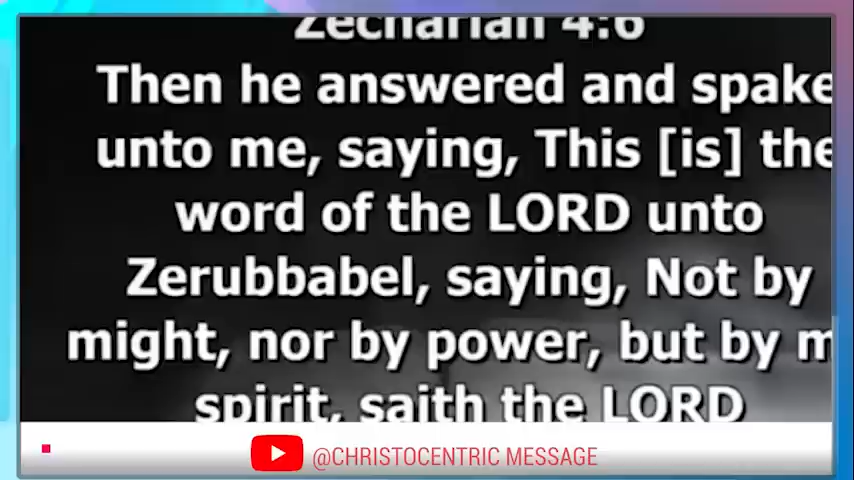 Zechariah 4:6
Then he answered and spake
unto me, saying, This [is] the
word of the LORD unto
Zerubbabel, saying, Not by
might, nor by power, but by m
spirit, saith the LORD
@CHRISTOCENTRIC MESSAGE